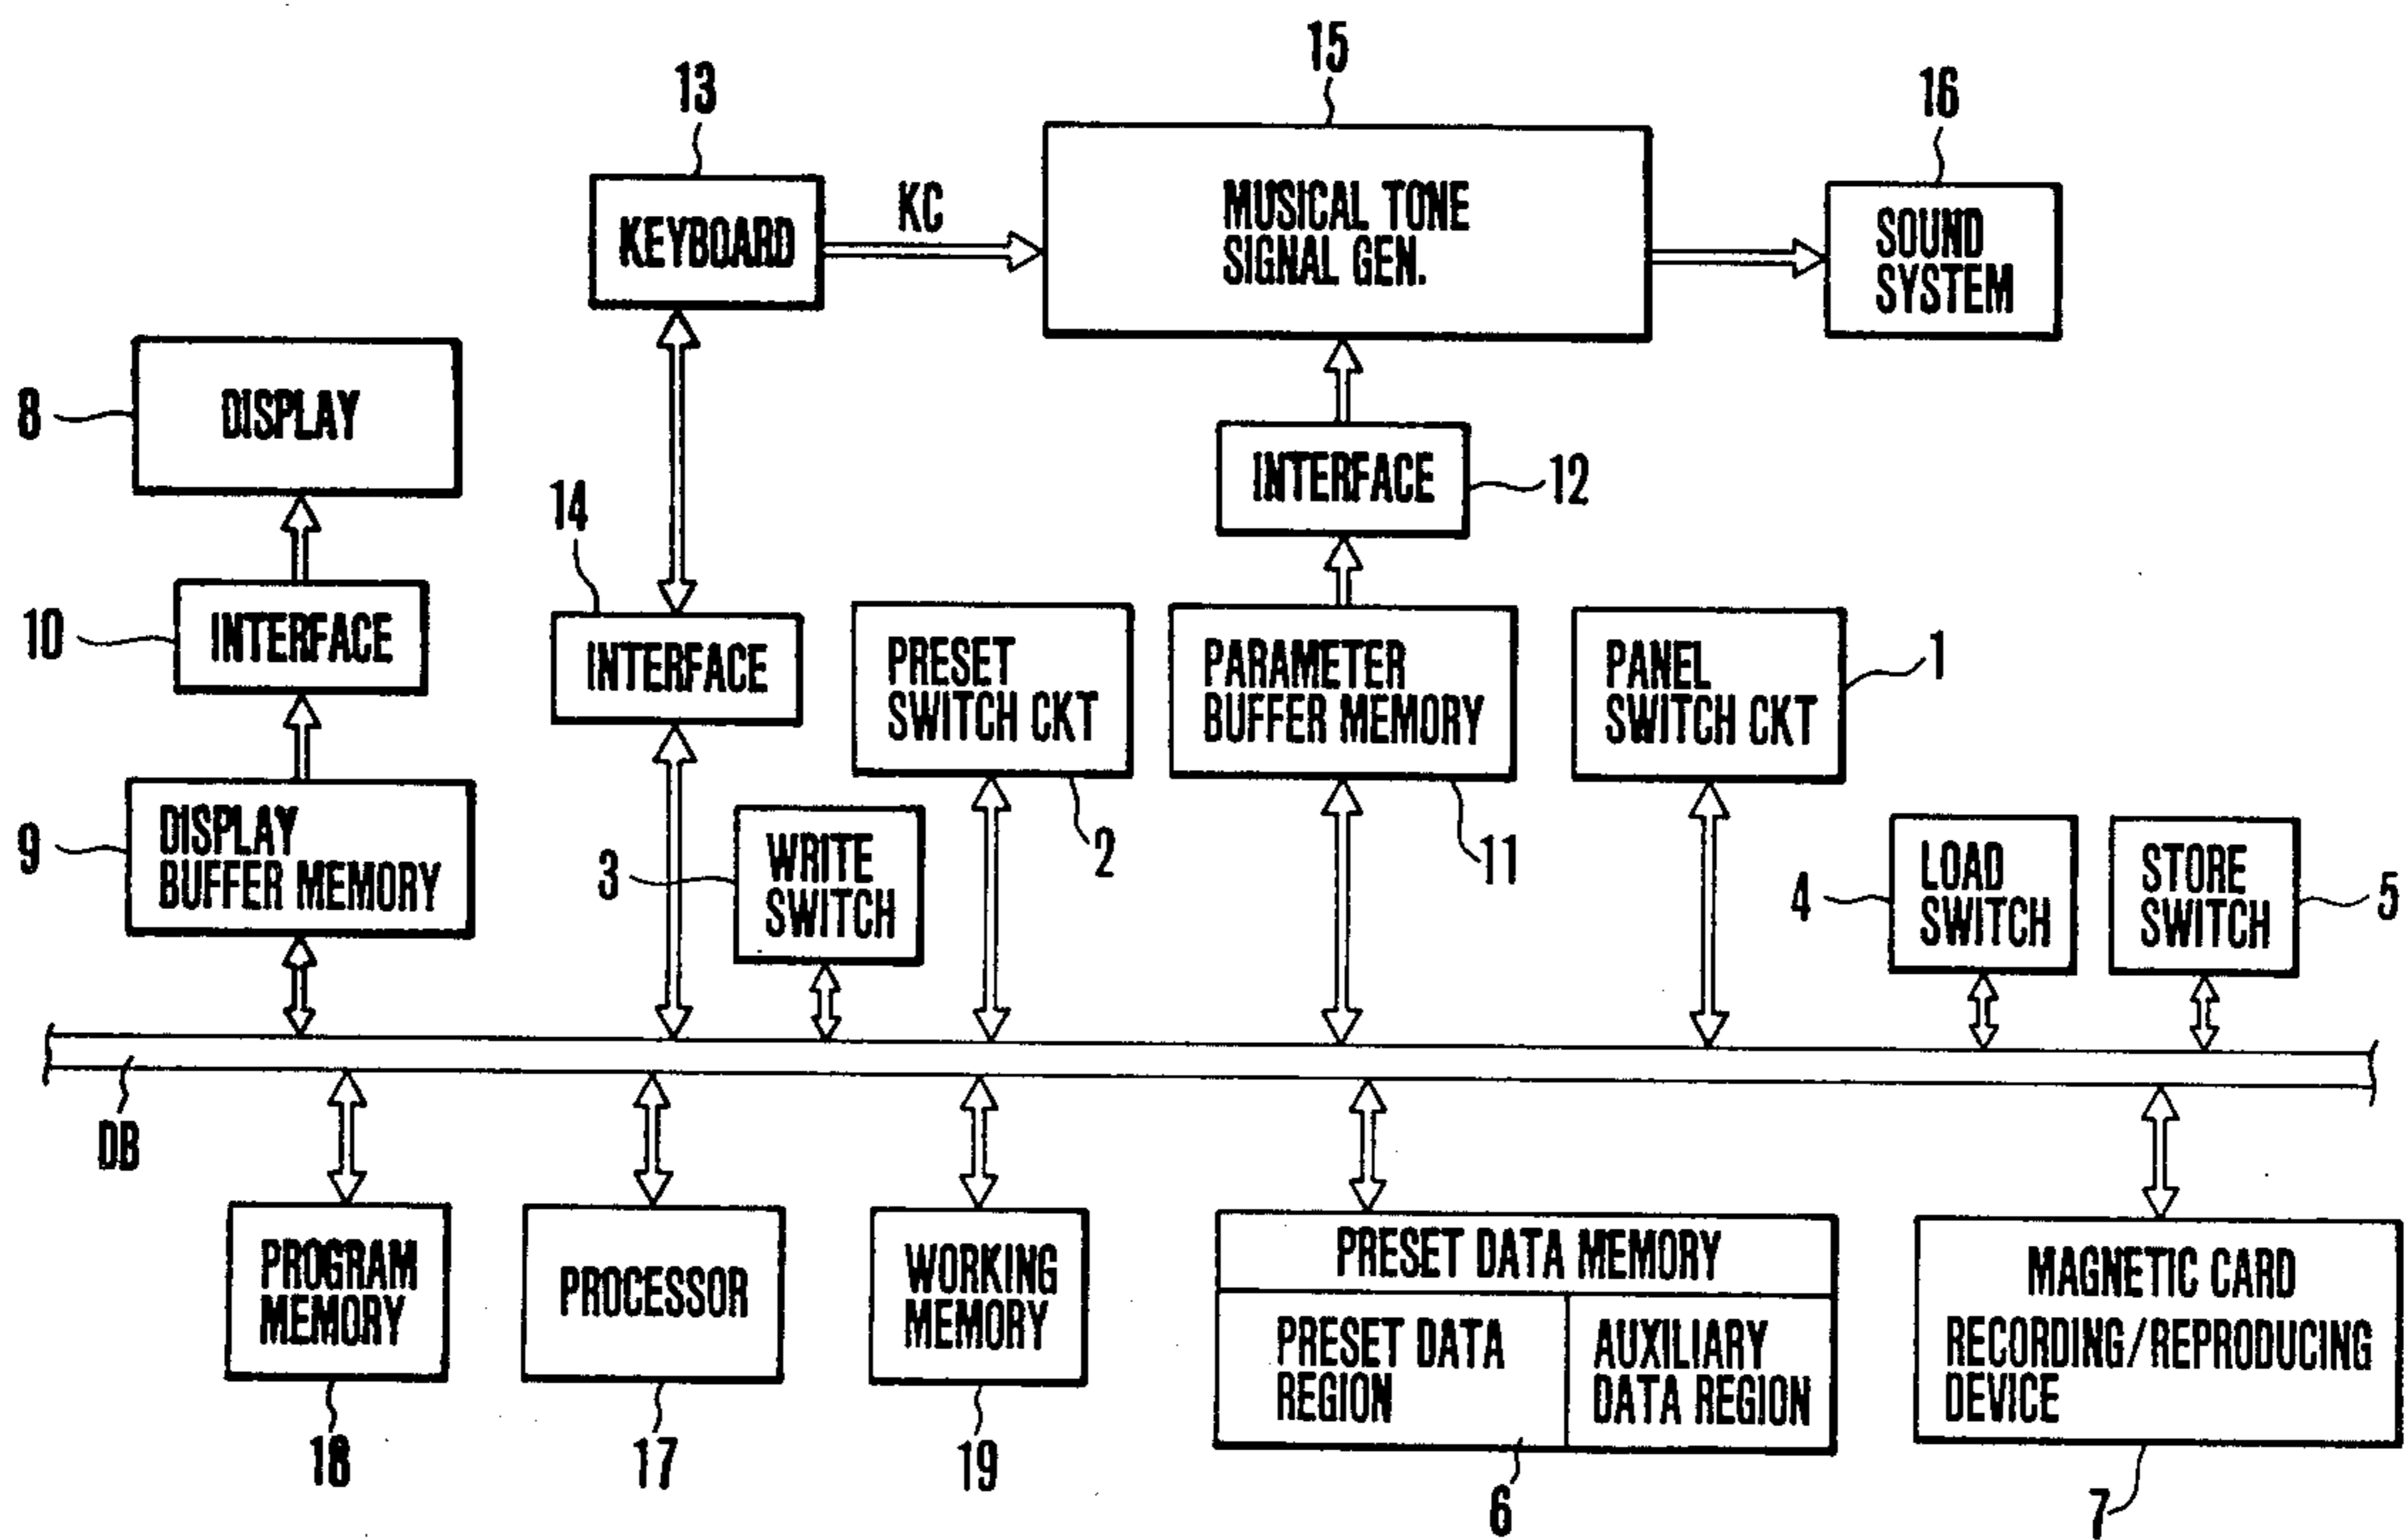 15
13
16
KEYBOARD
KC
MUSICAL TONE
SIGNAL GEN.
SOUND
SYSTEM
8
DISPLAY
14
INTERFACE
12
10
INTERFACE
INTERFACE
PRESET
SWITCH CKT
PARAMETER
BUFFER MEMORY
PANEL
SWITCH CKT
1
9
DISPLAY
BUFFER MEMORY
3
WRITE
SWITCH
2
11
4
LOAD
SWITCH
STORE
SWITCH
5
DB
PROGRAM
MEMORY
PROCESSOR
WORKING
MEMORY
PRESET DATA MEMORY
PRESET DATA
REGION
AUXILIARY
DATA REGION
MAGNETIC CARD
RECORDING/REPRODUCING
DEVICE
18
17
19
6
7